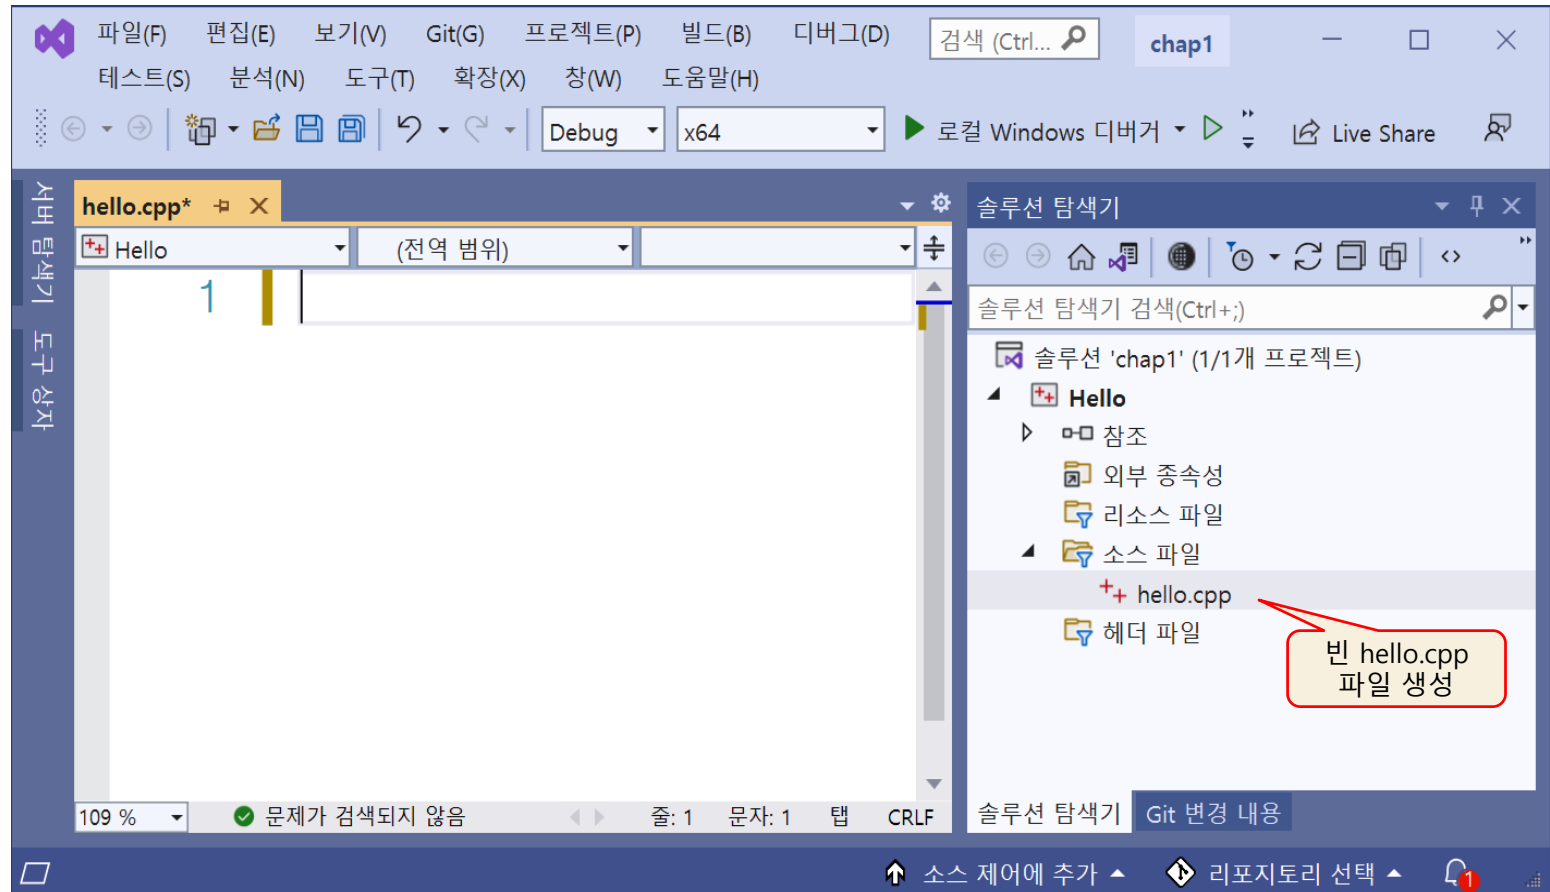 파일(F) 편집(E) 보기(V) Git(G) 프로젝트(P) 빌드(B) 디버그(D) 검색 (Ctrl... chap1
테스트(S) 분석(N) 도구(T) 확장(X) 창(W) 도움말(H)
Debug x64 로컬 Windows 디버거 Live Share
서버 탐색기
도구 상자
hello.cpp*
Hello (전역 범위)
1
109 % 문제가 검색되지 않음 줄: 1 문자: 1 탭 CRLF
솔루션 탐색기
솔루션 탐색기 검색(Ctrl+;)
솔루션 'chap1' (1/1개 프로젝트)
Hello
참조
외부 종속성
리소스 파일
소스 파일
hello.cpp
헤더 파일
빈 hello.cpp
파일 생성
솔루션 탐색기 Git 변경 내용
소스 제어에 추가 리포지토리 선택 1